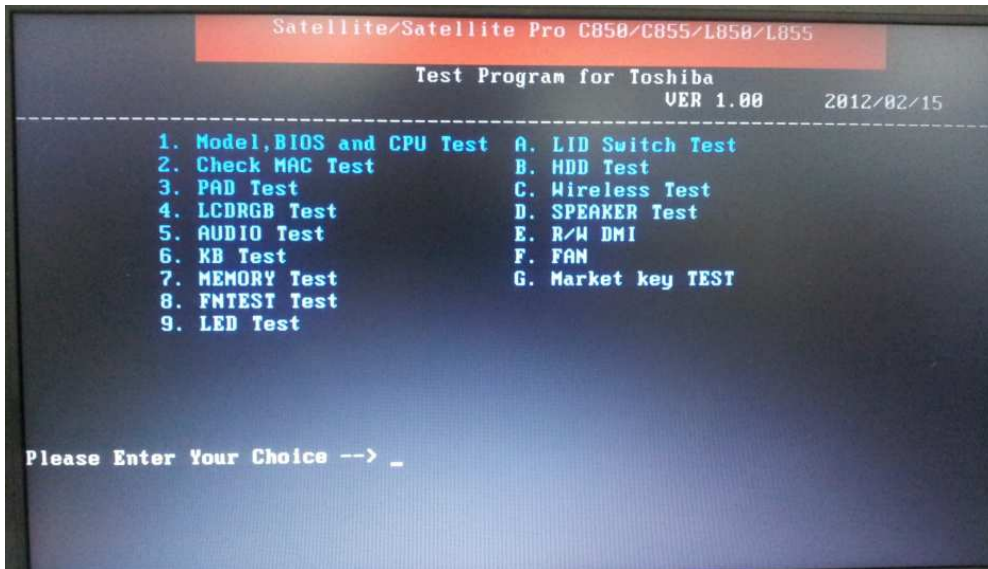 Satellite/Satellite Pro C850/C855/L850/L855
Test Program for Toshiba
VER 1.00 2012/02/15
1. Model,BIOS and CPU Test A. LID Switch Test
2. Check MAC Test B. HDD Test
3. PAD Test C. Wireless Test
4. LCDRGB Test D. SPEAKER Test
5. AUDIO Test E. R/W DMI
6. KB Test F. FAN
7. MEMORY Test G. Market key TEST
8. FNTEST Test
9. LED Test
Please Enter Your Choice --> _